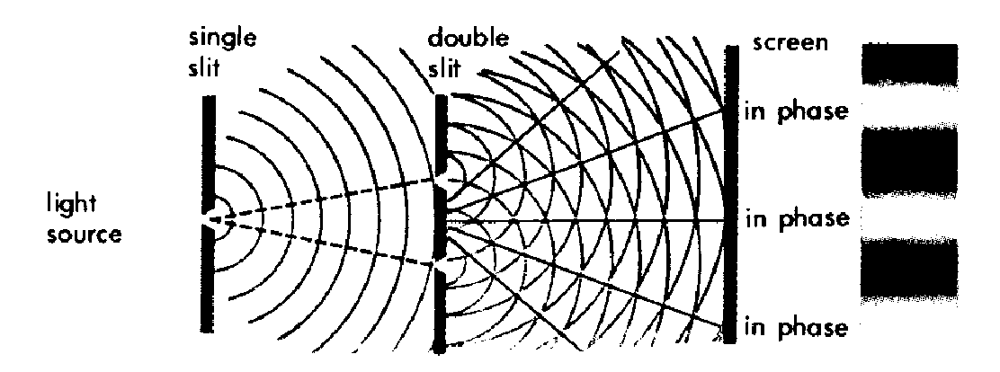 single
slit
double
slit
screen
in phase
light
source
in phase
in phase